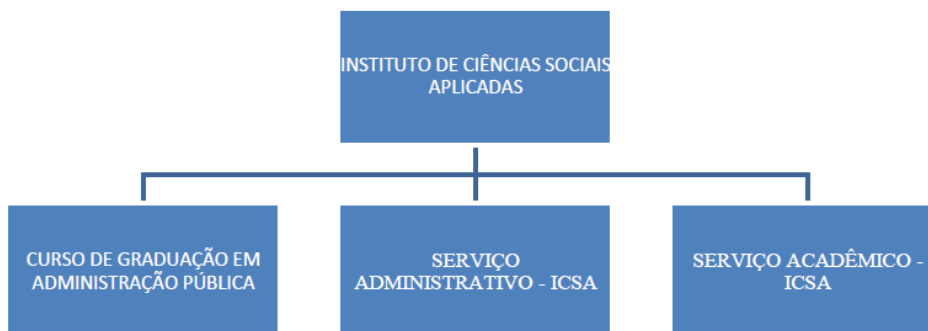 INSTITUTO DE CIÊNCIAS SOCIAIS
APLICADAS
CURSO DE GRADUAÇÃO EM
ADMINISTRAÇÃO PÚBLICA
SERVIÇO
ADMINISTRATIVO - ICSA
SERVIÇO ACADÊMICO -
ICSA